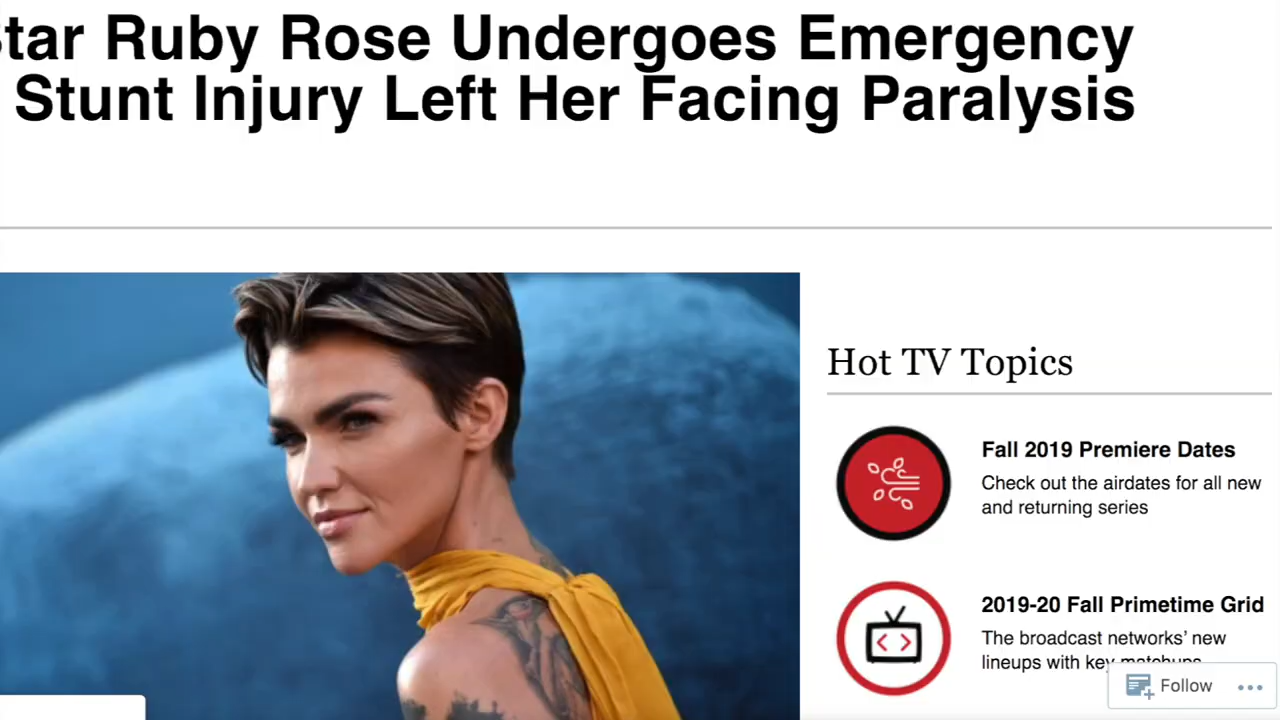 Star Ruby Rose Undergoes Emergency
Stunt Injury Left Her Facing Paralysis
Hot TV Topics
Fall 2019 Premiere Dates
Check out the airdates for all new
and returning series
2019-20 Fall Primetime Grid
The broadcast networks' new
lineups with key matchups
Follow